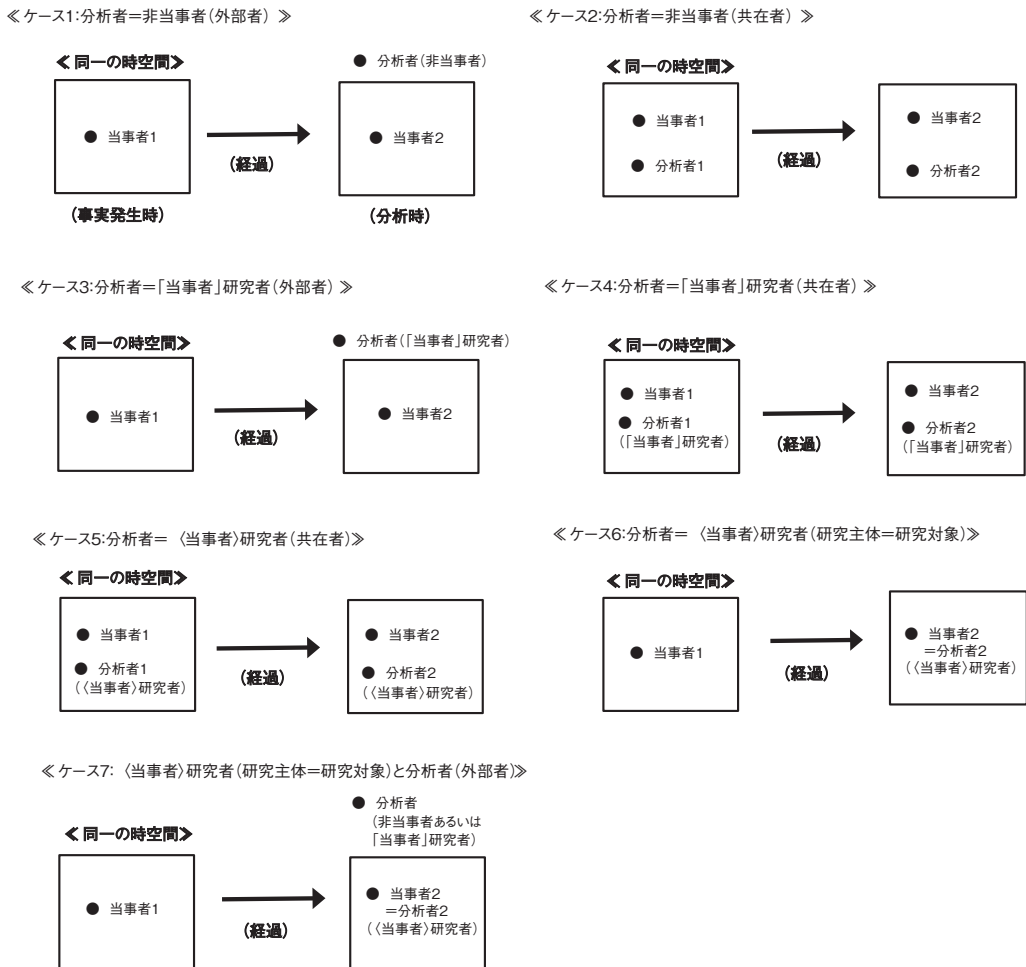 ≪ ケース1:分析者＝非当事者(外部者) ≫
≪ 同一の時空間≫
● 当事者1
(経過)
(事実発生時)
● 分析者(非当事者)
● 当事者2
(分析時)
≪ ケース2:分析者＝非当事者(共在者) ≫
≪ 同一の時空間≫
● 当事者1
● 分析者1
(経過)
● 当事者2
● 分析者2
≪ ケース3:分析者＝｢当事者｣研究者(外部者) ≫
≪ 同一の時空間≫
● 当事者1
(経過)
● 分析者(｢当事者｣研究者)
● 当事者2
≪ ケース4:分析者＝｢当事者｣研究者(共在者) ≫
≪ 同一の時空間≫
● 当事者1
● 分析者1
(｢当事者｣研究者)
(経過)
● 当事者2
● 分析者2
(｢当事者｣研究者)
≪ ケース5:分析者＝ 〈当事者〉研究者(共在者)≫
≪ 同一の時空間≫
● 当事者1
● 分析者1
(〈当事者〉研究者)
(経過)
● 当事者2
● 分析者2
(〈当事者〉研究者)
≪ ケース6:分析者＝ 〈当事者〉研究者(研究主体＝研究対象)≫
≪ 同一の時空間≫
● 当事者1
(経過)
● 当事者2
＝分析者2
(〈当事者〉研究者)
≪ ケース7: 〈当事者〉研究者(研究主体＝研究対象)と分析者(外部者)≫
≪ 同一の時空間≫
● 当事者1
(経過)
● 分析者
(非当事者あるいは
｢当事者｣研究者)
● 当事者2
＝分析者2
(〈当事者〉研究者)